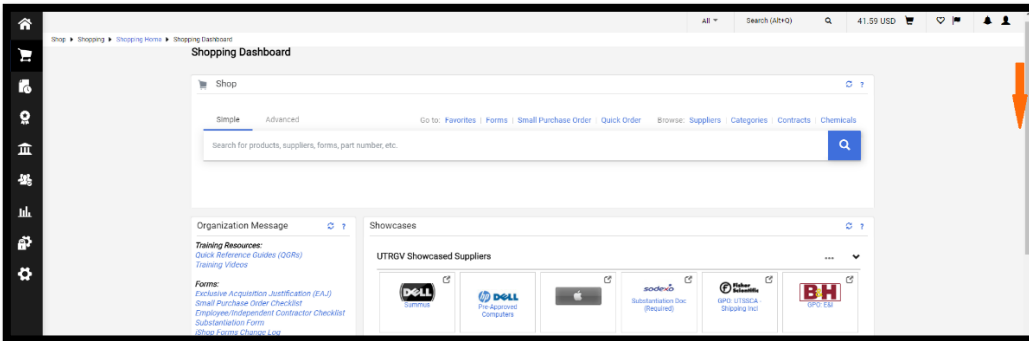 All
Search (Alt+Q)
41.59 USD
Shop Shopping Shopping Home Shopping Dashboard
Shopping Dashboard
Shop
?
Simple Advanced
Go to: Favorites | Forms | Small Purchase Order | Quick Order Browse: Suppliers | Categories | Contracts | Chemicals
Search for products, suppliers, forms, part number, etc.
Organization Message ?
Training Resources:
Quick Reference Guides (QGRs)
Training Videos
Forms:
Exclusive Acquisition Justification (EAJ)
Small Purchase Order Checklist
Employee/Independent Contractor Checklist
Substantiation Form
iShop Forms Change Log
Showcases ?
UTRGV Showcased Suppliers ...
DELL
Summus
hp DELL
Pre-Approved
Computers
sodexo
Substantiation Doc
(Required)
Fisher
Scientific
GPO: UTSSCA -
Shipping Incl
B&H
GPO: E&I